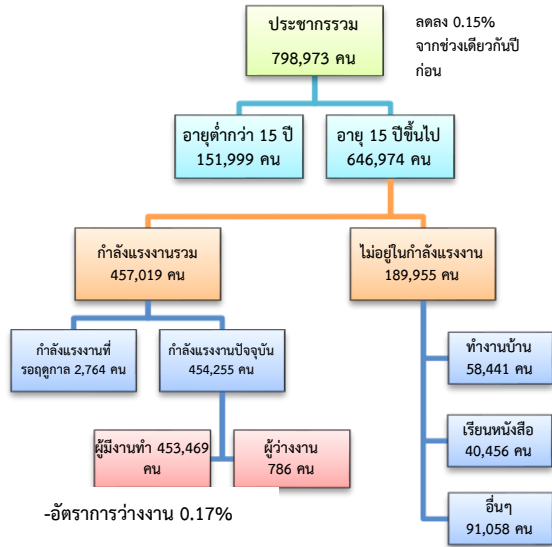 ประชากรรวม
798,973 คน
ลดลง 0.15%
จากช่วงเดียวกันปี
ก่อน
อายุต่ำกว่า 15 ปี
151,999 คน
อายุ 15 ปีขึ้นไป
646,974 คน
กำลังแรงงานรวม
457,019 คน
ไม่อยู่ในกำลังแรงงาน
189,955 คน
กำลังแรงงานที่
รอฤดูกาล 2,764 คน
กำลังแรงงานปัจจุบัน
454,255คน
ทำงานบ้าน
58,441 คน
ผู้มีงานทำ 453,469
คน
ผู้ว่างงาน
786 คน
เรียนหนังสือ
40,456 คน
-อัตราการว่างงาน 0.17%
อื่นๆ
91,058 คน